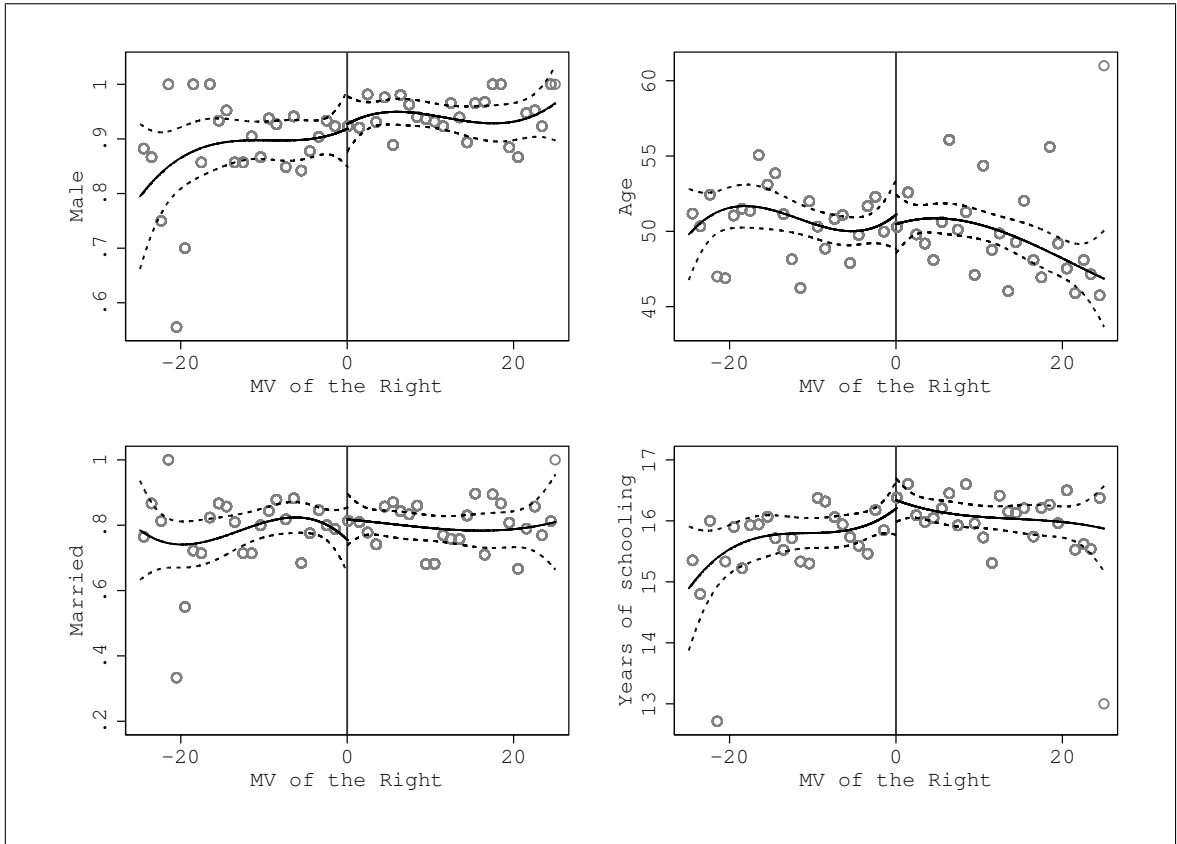 Male
1
.9
.8
.7
.6
−20 0 20
MV of the Right
Age
60
55
50
45
−20 0 20
MV of the Right
Married
1
.8
.6
.4
.2
−20 0 20
MV of the Right
Years of schooling
17
16
15
14
13
−20 0 20
MV of the Right